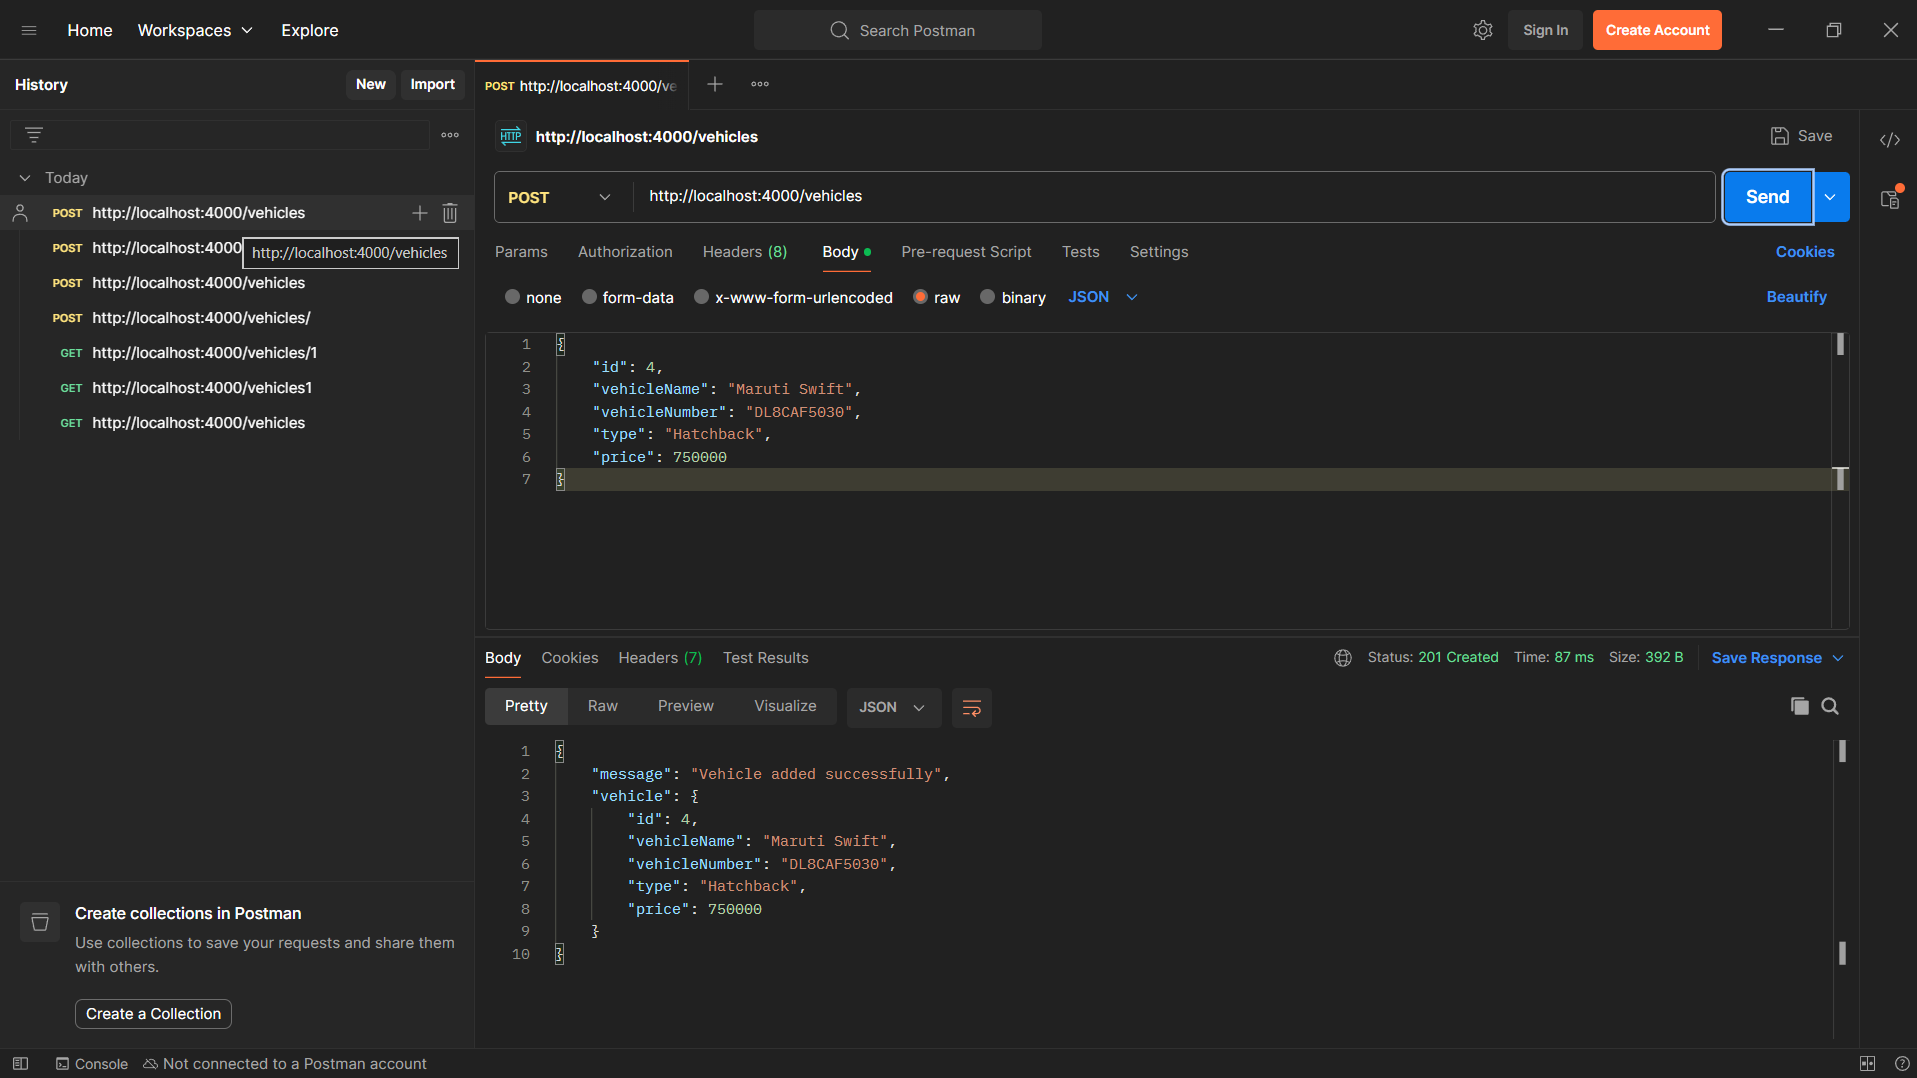 Home Workspaces Explore Search Postman Sign In Create Account
History New Import
POST http://localhost:4000/ve
HTTP http://localhost:4000/vehicles Save
Today
POST http://localhost:4000/vehicles
POST http://localhost:4000
http://localhost:4000/vehicles
POST http://localhost:4000/vehicles
POST http://localhost:4000/vehicles/
GET http://localhost:4000/vehicles/1
GET http://localhost:4000/vehicles1
GET http://localhost:4000/vehicles
POST http://localhost:4000/vehicles Send
Params Authorization Headers (8) Body Pre-request Script Tests Settings Cookies
none form-data x-www-form-urlencoded raw binary JSON Beautify
1 {
2 "id": 4,
3 "vehicleName": "Maruti Swift",
4 "vehicleNumber": "DL8CAF5030",
5 "type": "Hatchback",
6 "price": 750000
7 }
Body Cookies Headers (7) Test Results Status: 201 Created Time: 87 ms Size: 392 B Save Response
Pretty Raw Preview Visualize JSON
1 {
2 "message": "Vehicle added successfully",
3 "vehicle": {
4 "id": 4,
5 "vehicleName": "Maruti Swift",
6 "vehicleNumber": "DL8CAF5030",
7 "type": "Hatchback",
8 "price": 750000
9 }
10 }
Create collections in Postman
Use collections to save your requests and share them
with others.
Create a Collection
Console Not connected to a Postman account